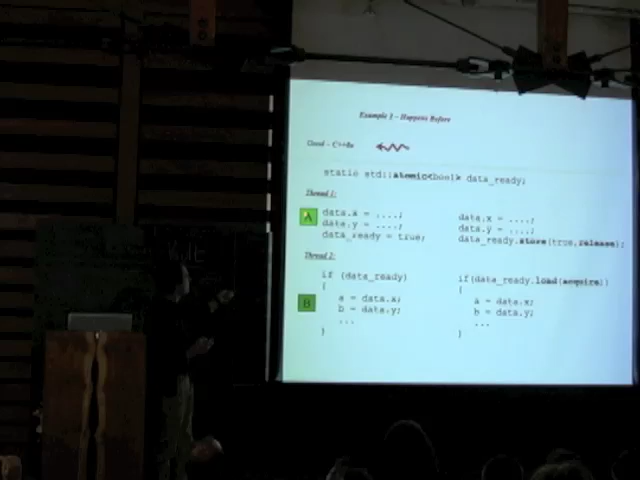 Example 2 - Happens Before
Good - C++0x
static std::atomic<bool> data_ready;
Thread 1:
A
data.x = ....;
data.y = ....;
data_ready = true;
data.x = ....;
data.y = ....;
data_ready.store(true,release);
Thread 2:
B
if (data_ready)
{
a = data.x;
b = data.y;
...
}
if(data_ready.load(acquire))
{
a = data.x;
b = data.y;
...
}